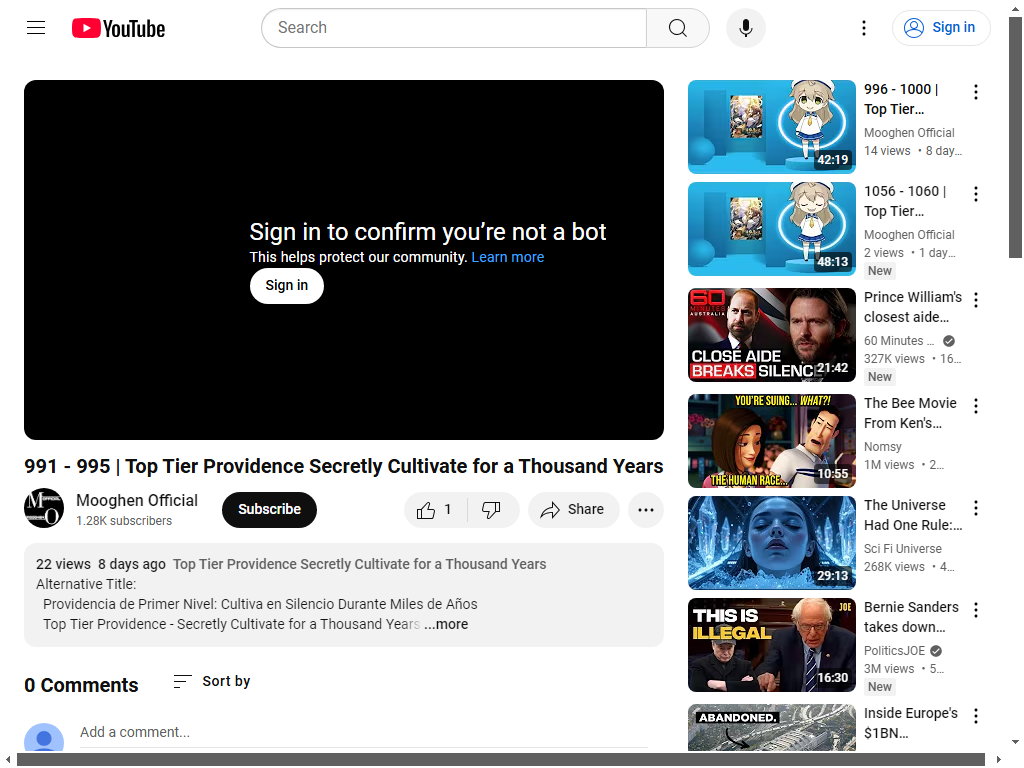 YouTube
Search
Sign in
Sign in to confirm you're not a bot
This helps protect our community. Learn more
Sign in
991 - 995 | Top Tier Providence Secretly Cultivate for a Thousand Years
Mooghen Official
1.28K subscribers
Subscribe
1
Share
22 views 8 days ago Top Tier Providence Secretly Cultivate for a Thousand Years
Alternative Title:
Providencia de Primer Nivel: Cultiva en Silencio Durante Miles de Años
Top Tier Providence - Secretly Cultivate for a Thousand Years ...more
0 Comments
Sort by
Add a comment...
42:19
996 - 1000 |
Top Tier...
Mooghen Official
14 views • 8 day...
48:13
1056 - 1060 |
Top Tier...
Mooghen Official
2 views • 1 day...
New
60
MINUTES
AUSTRALIA
CLOSE AIDE
BREAKS SILENC
21:42
Prince William's
closest aide...
60 Minutes ...
327K views • 16...
New
YOU'RE SUING... WHAT?!
THE HUMAN RACE...
10:55
The Bee Movie
From Ken's...
Nomsy
1M views • 2...
29:13
The Universe
Had One Rule:...
Sci Fi Universe
268K views • 4...
THIS IS
ILLEGAL
JOE
16:30
Bernie Sanders
takes down...
PoliticsJOE
3M views • 5...
New
ABANDONED.
Inside Europe's
$1BN...